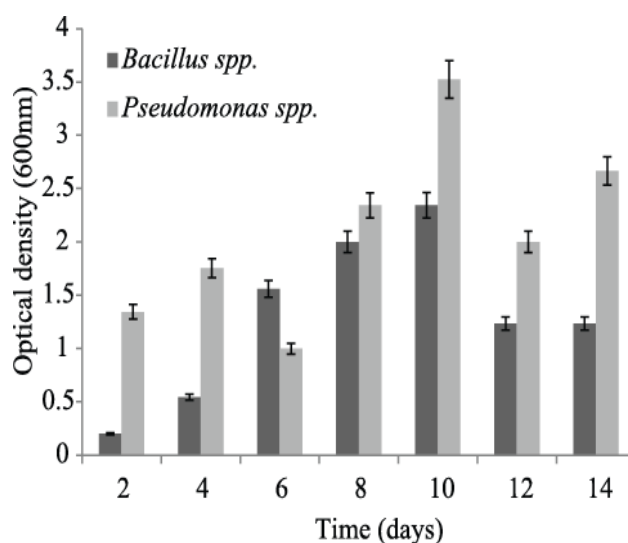 4
3.5
3
2.5
2
1.5
1
0.5
0
Optical density (600nm)
Bacillus spp.
Pseudomonas spp.
2 4 6 8 10 12 14
Time (days)